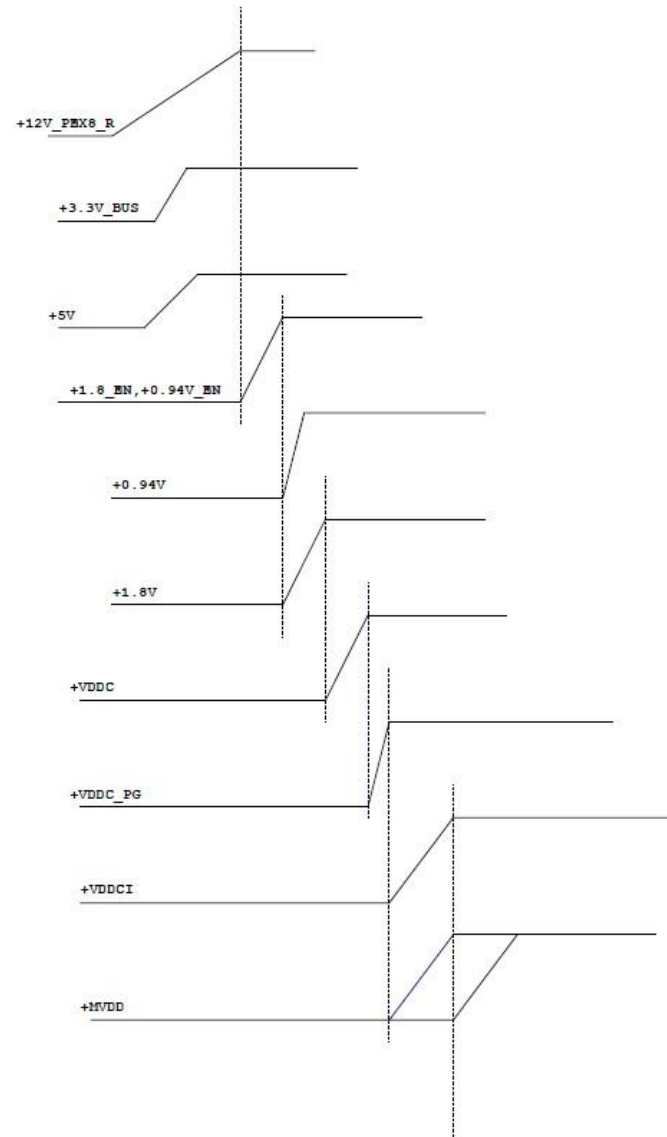 +12V_PEX8_R
+3.3V_BUS
+5V
+1.8_EN,+0.94V_EN
+0.94V
+1.8V
+VDDC
+VDDC_PG
+VDDCI
+MVDD